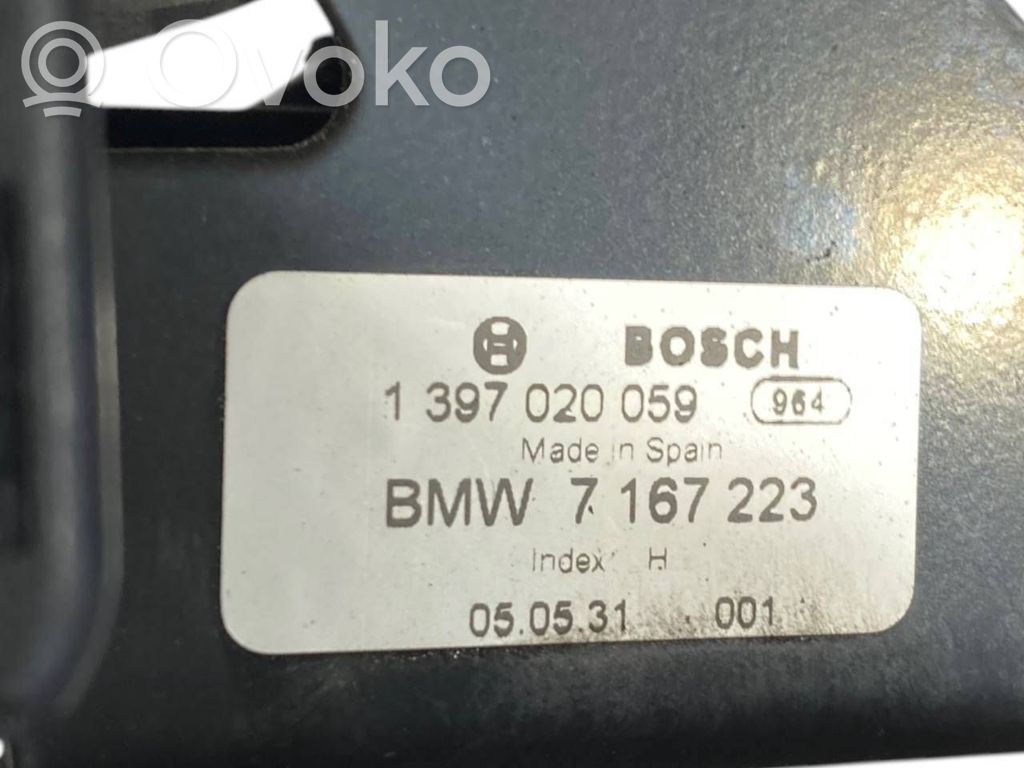 Ovoko
BOSCH
1 397 020 059 964
Made in Spain
BMW 7 167 223
Index H
05.05.31 001